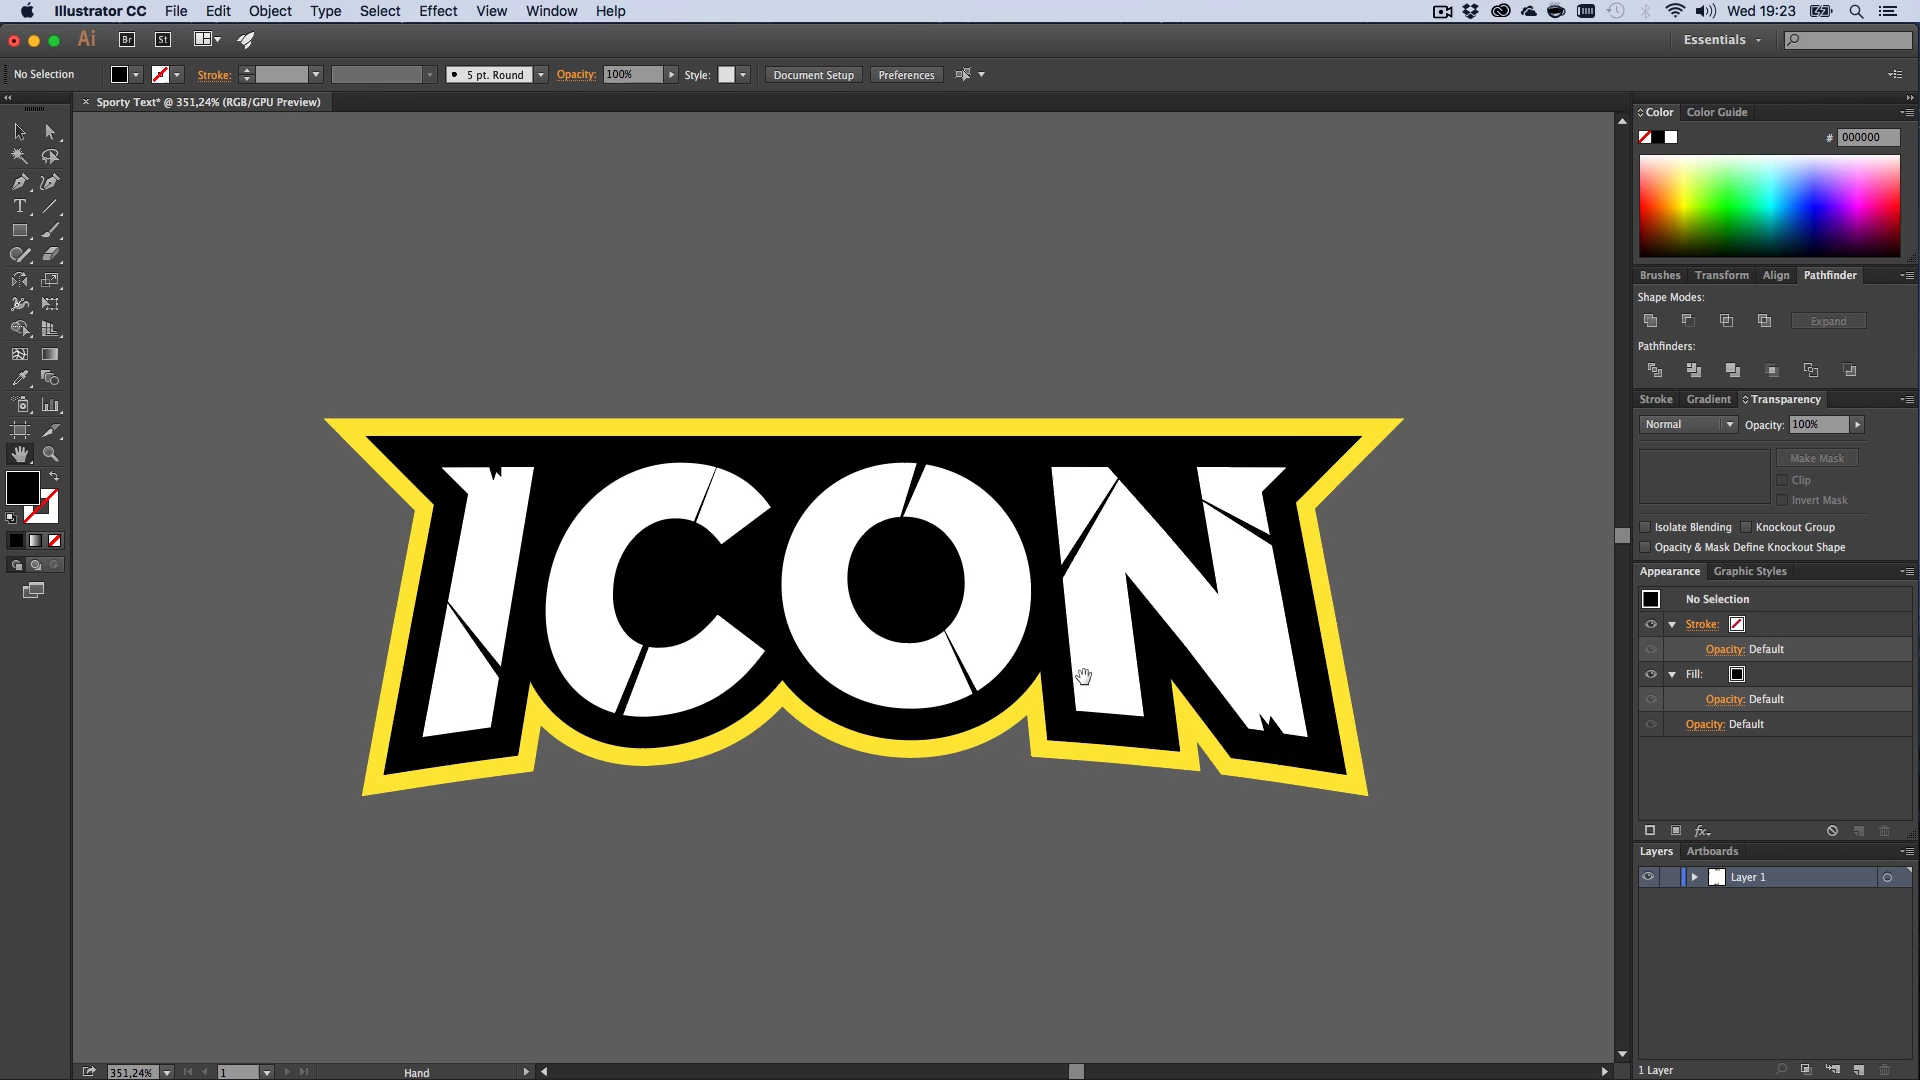 Illustrator CC File Edit Object Type Select Effect View Window Help Wed 19:23
Ai Br St Essentials
No Selection Stroke: 5 pt. Round Opacity: 100% Style: Document Setup Preferences
× Sporty Text* @ 351,24% (RGB/GPU Preview)
Color Color Guide
# 000000
Brushes Transform Align Pathfinder
Shape Modes:
Expand
Pathfinders:
Stroke Gradient Transparency
Normal Opacity: 100%
Make Mask
Clip
Invert Mask
Isolate Blending Knockout Group
Opacity & Mask Define Knockout Shape
Appearance Graphic Styles
No Selection
Stroke:
Opacity: Default
Fill:
Opacity: Default
Opacity: Default
fx
Layers Artboards
Layer 1
1 Layer
ICON
351,24% 1 Hand